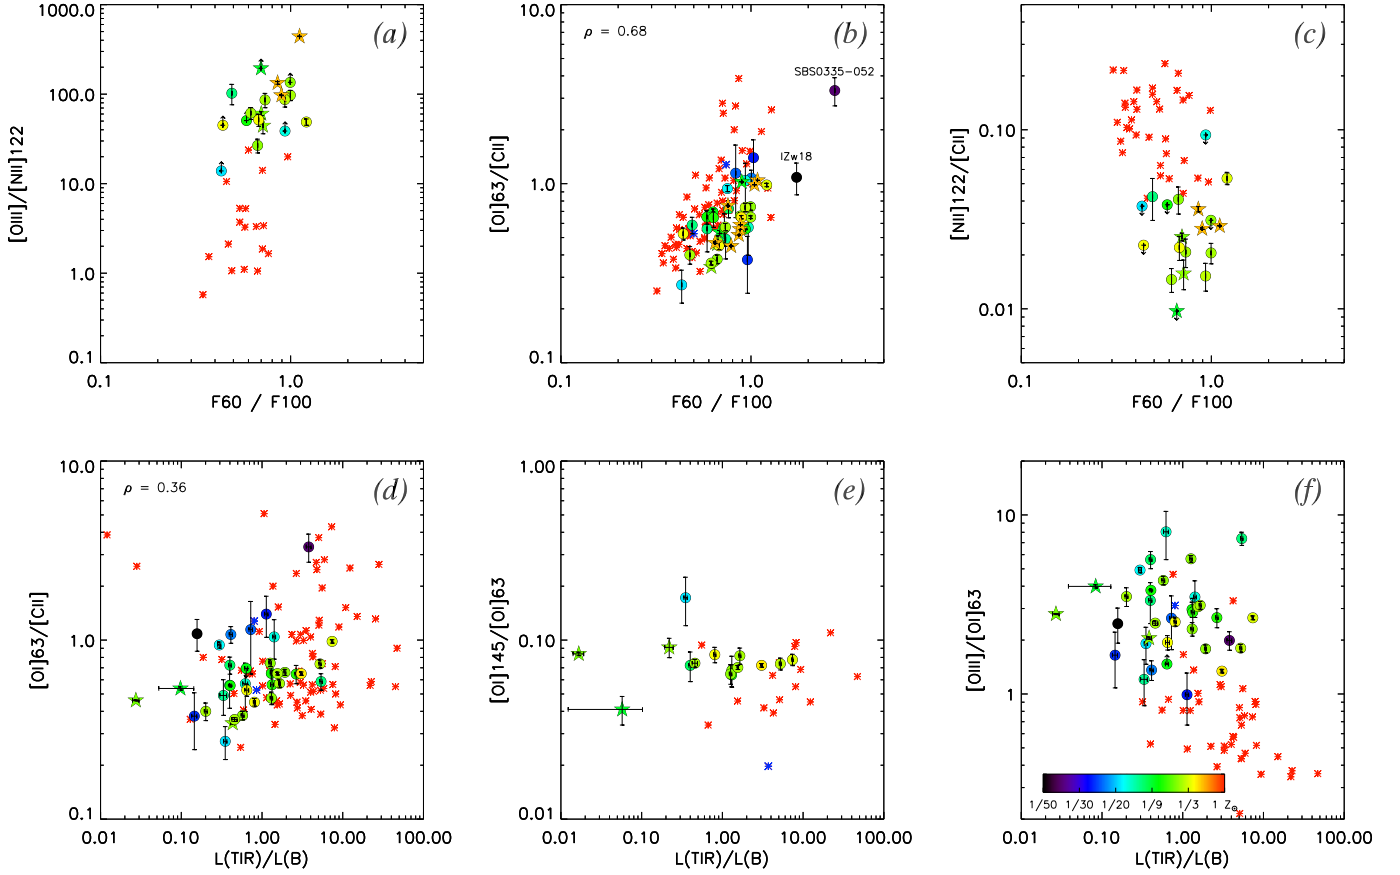 1000.0
100.0
10.0
1.0
0.1
[OIII]/[NII]122
(a)
0.1 1.0
F60 / F100
10.0
1.0
0.1
[OI]63/[CII]
ρ = 0.68
(b)
SBS0335-052
IZw18
0.1 1.0
F60 / F100
0.10
0.01
[NII]122/[CII]
(c)
0.1 1.0
F60 / F100
10.0
1.0
0.1
[OI]63/[CII]
ρ = 0.36
(d)
0.01 0.10 1.00 10.00 100.00
L(TIR)/L(B)
1.00
0.10
0.01
[OI]145/[OI]63
(e)
0.01 0.10 1.00 10.00 100.00
L(TIR)/L(B)
10
1
[OIII]/[OI]63
(f)
1/50 1/30 1/20 1/9 1/3 1 Z⊙
0.01 0.10 1.00 10.00 100.00
L(TIR)/L(B)